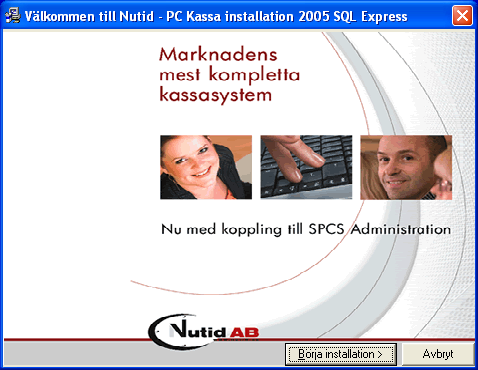 Välkommen till Nutid - PC Kassa installation 2005 SQL Express
Marknadens
mest kompletta
kassasystem
Nu med koppling till SPCS Administration
Nutid AB
Börja installation >
Avbryt